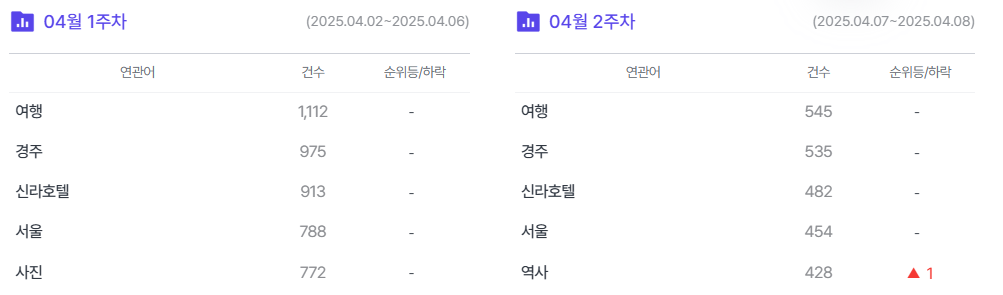 04월 1주차 (2025.04.02~2025.04.06)
연관어 건수 순위등/하락
여행 1,112 -
경주 975 -
신라호텔 913 -
서울 788 -
사진 772 -
04월 2주차 (2025.04.07~2025.04.08)
연관어 건수 순위등/하락
여행 545 -
경주 535 -
신라호텔 482 -
서울 454 -
역사 428 ▲ 1